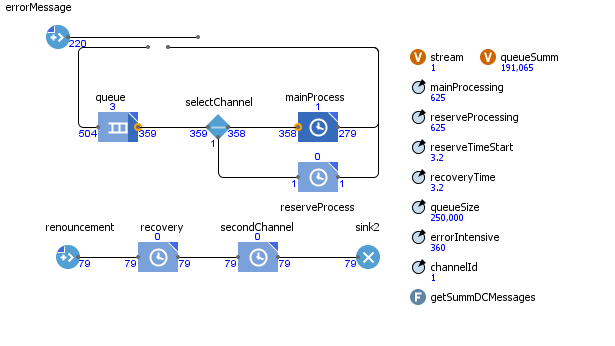 errorMessage
220
queue
3
504 359
selectChannel
359 358
1
mainProcess
1
358 279
0
1 1
reserveProcess
renouncement
79
recovery
0
79 79
secondChannel
0
79 79
sink2
79
V stream
1
V queueSumm
191,065
mainProcessing
625
reserveProcessing
625
reserveTimeStart
3.2
recoveryTime
3.2
queueSize
250,000
errorIntensive
360
channelId
1
F getSummDCMessages